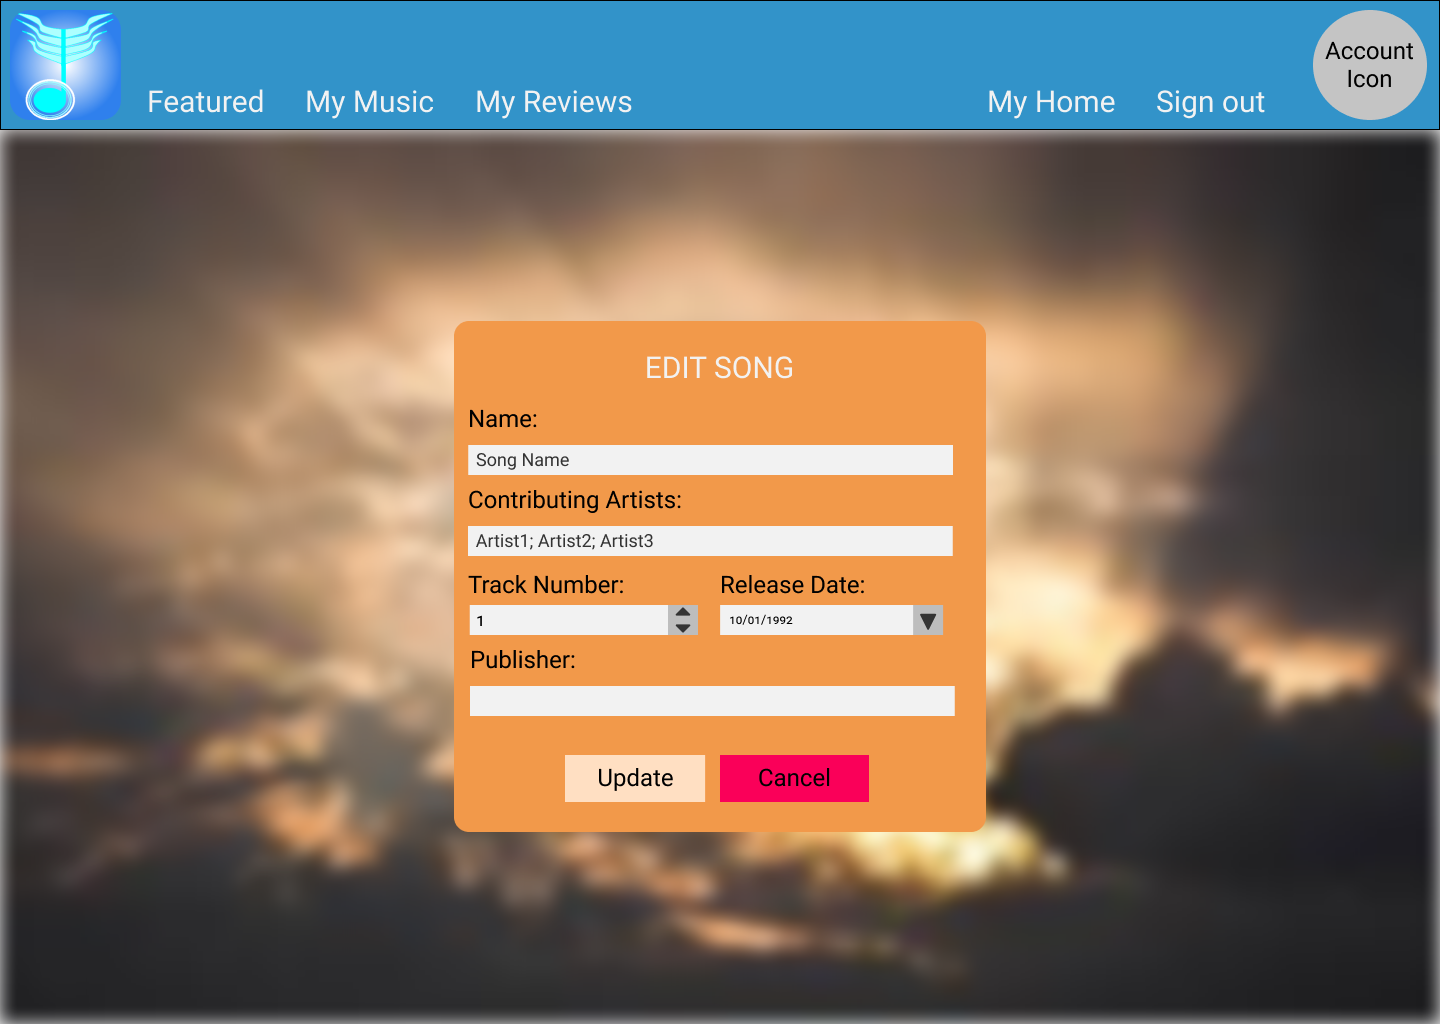 Featured
My Music
My Reviews
My Home
Sign out
Account
Icon
EDIT SONG
Name:
Song Name
Contributing Artists:
Artist1; Artist2; Artist3
Track Number:
Release Date:
1
10/01/1992
Publisher:
Update
Cancel